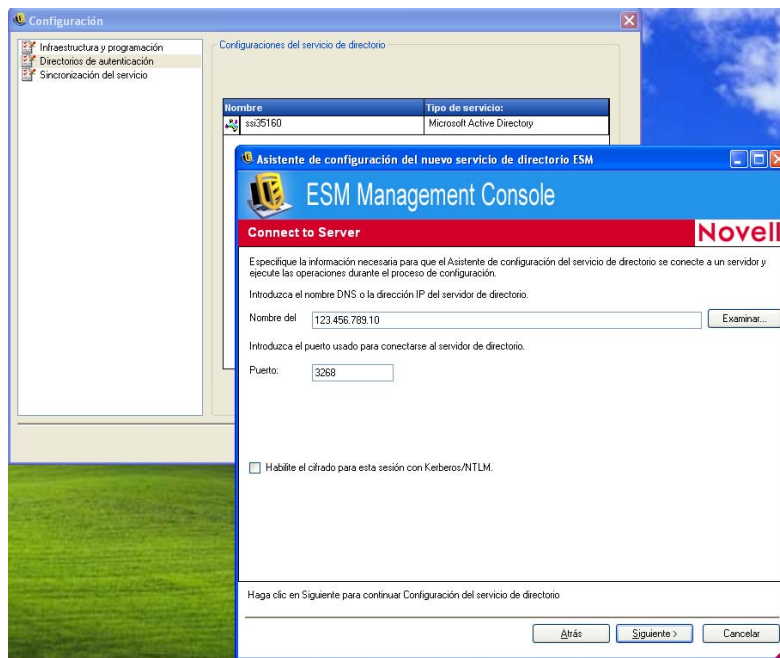 Configuración
Infraestructura y programación
Directorios de autenticación
Sincronización del servicio
Configuraciones del servicio de directorio
Nombre Tipo de servicio:
ssi35160 Microsoft Active Directory
Asistente de configuración del nuevo servicio de directorio ESM
ESM Management Console
Connect to Server
Novell
Especifique la información necesaria para que el Asistente de configuración del servicio de directorio se conecte a un servidor y
ejecute las operaciones durante el proceso de configuración.
Introduzca el nombre DNS o la dirección IP del servidor de directorio.
Nombre del 123.456.789.10 Examinar...
Introduzca el puerto usado para conectarse al servidor de directorio.
Puerto: 3268
Habilite el cifrado para esta sesión con Kerberos/NTLM.
Haga clic en Siguiente para continuar Configuración del servicio de directorio
Atrás Siguiente > Cancelar